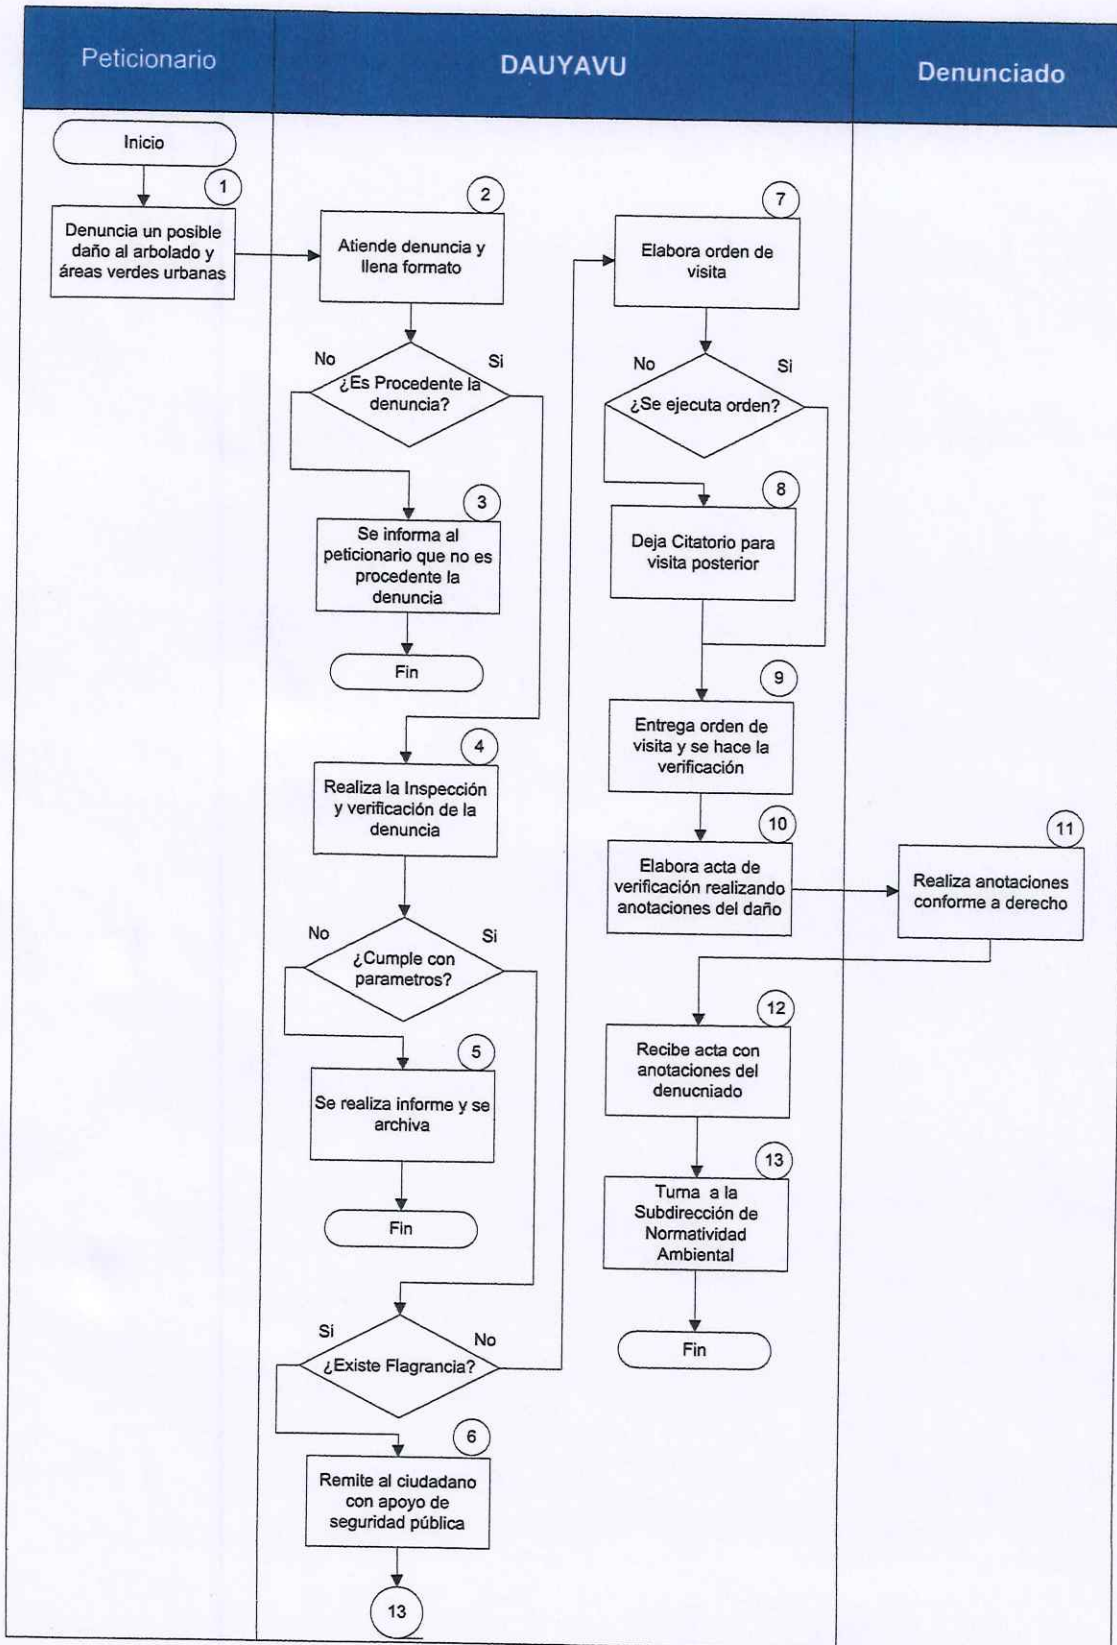 Peticionario
DAUYAVU
Denunciado
Inicio
1
Denuncia un posible
daño al arbolado y
áreas verdes urbanas
2
Atiende denuncia y
llena formato
No
Si
¿Es Procedente la
denuncia?
3
Se informa al
peticionario que no es
procedente la
denuncia
Fin
4
Realiza la Inspección
y verificación de la
denuncia
No
Si
¿Cumple con
parametros?
5
Se realiza informe y se
archiva
Fin
Si
No
¿Existe Flagrancia?
6
Remite al ciudadano
con apoyo de
seguridad pública
13
7
Elabora orden de
visita
No
Si
¿Se ejecuta orden?
8
Deja Citatorio para
visita posterior
9
Entrega orden de
visita y se hace la
verificación
10
Elabora acta de
verificación realizando
anotaciones del daño
11
Realiza anotaciones
conforme a derecho
12
Recibe acta con
anotaciones del
denucniado
13
Turna a la
Subdirección de
Normatividad
Ambiental
Fin